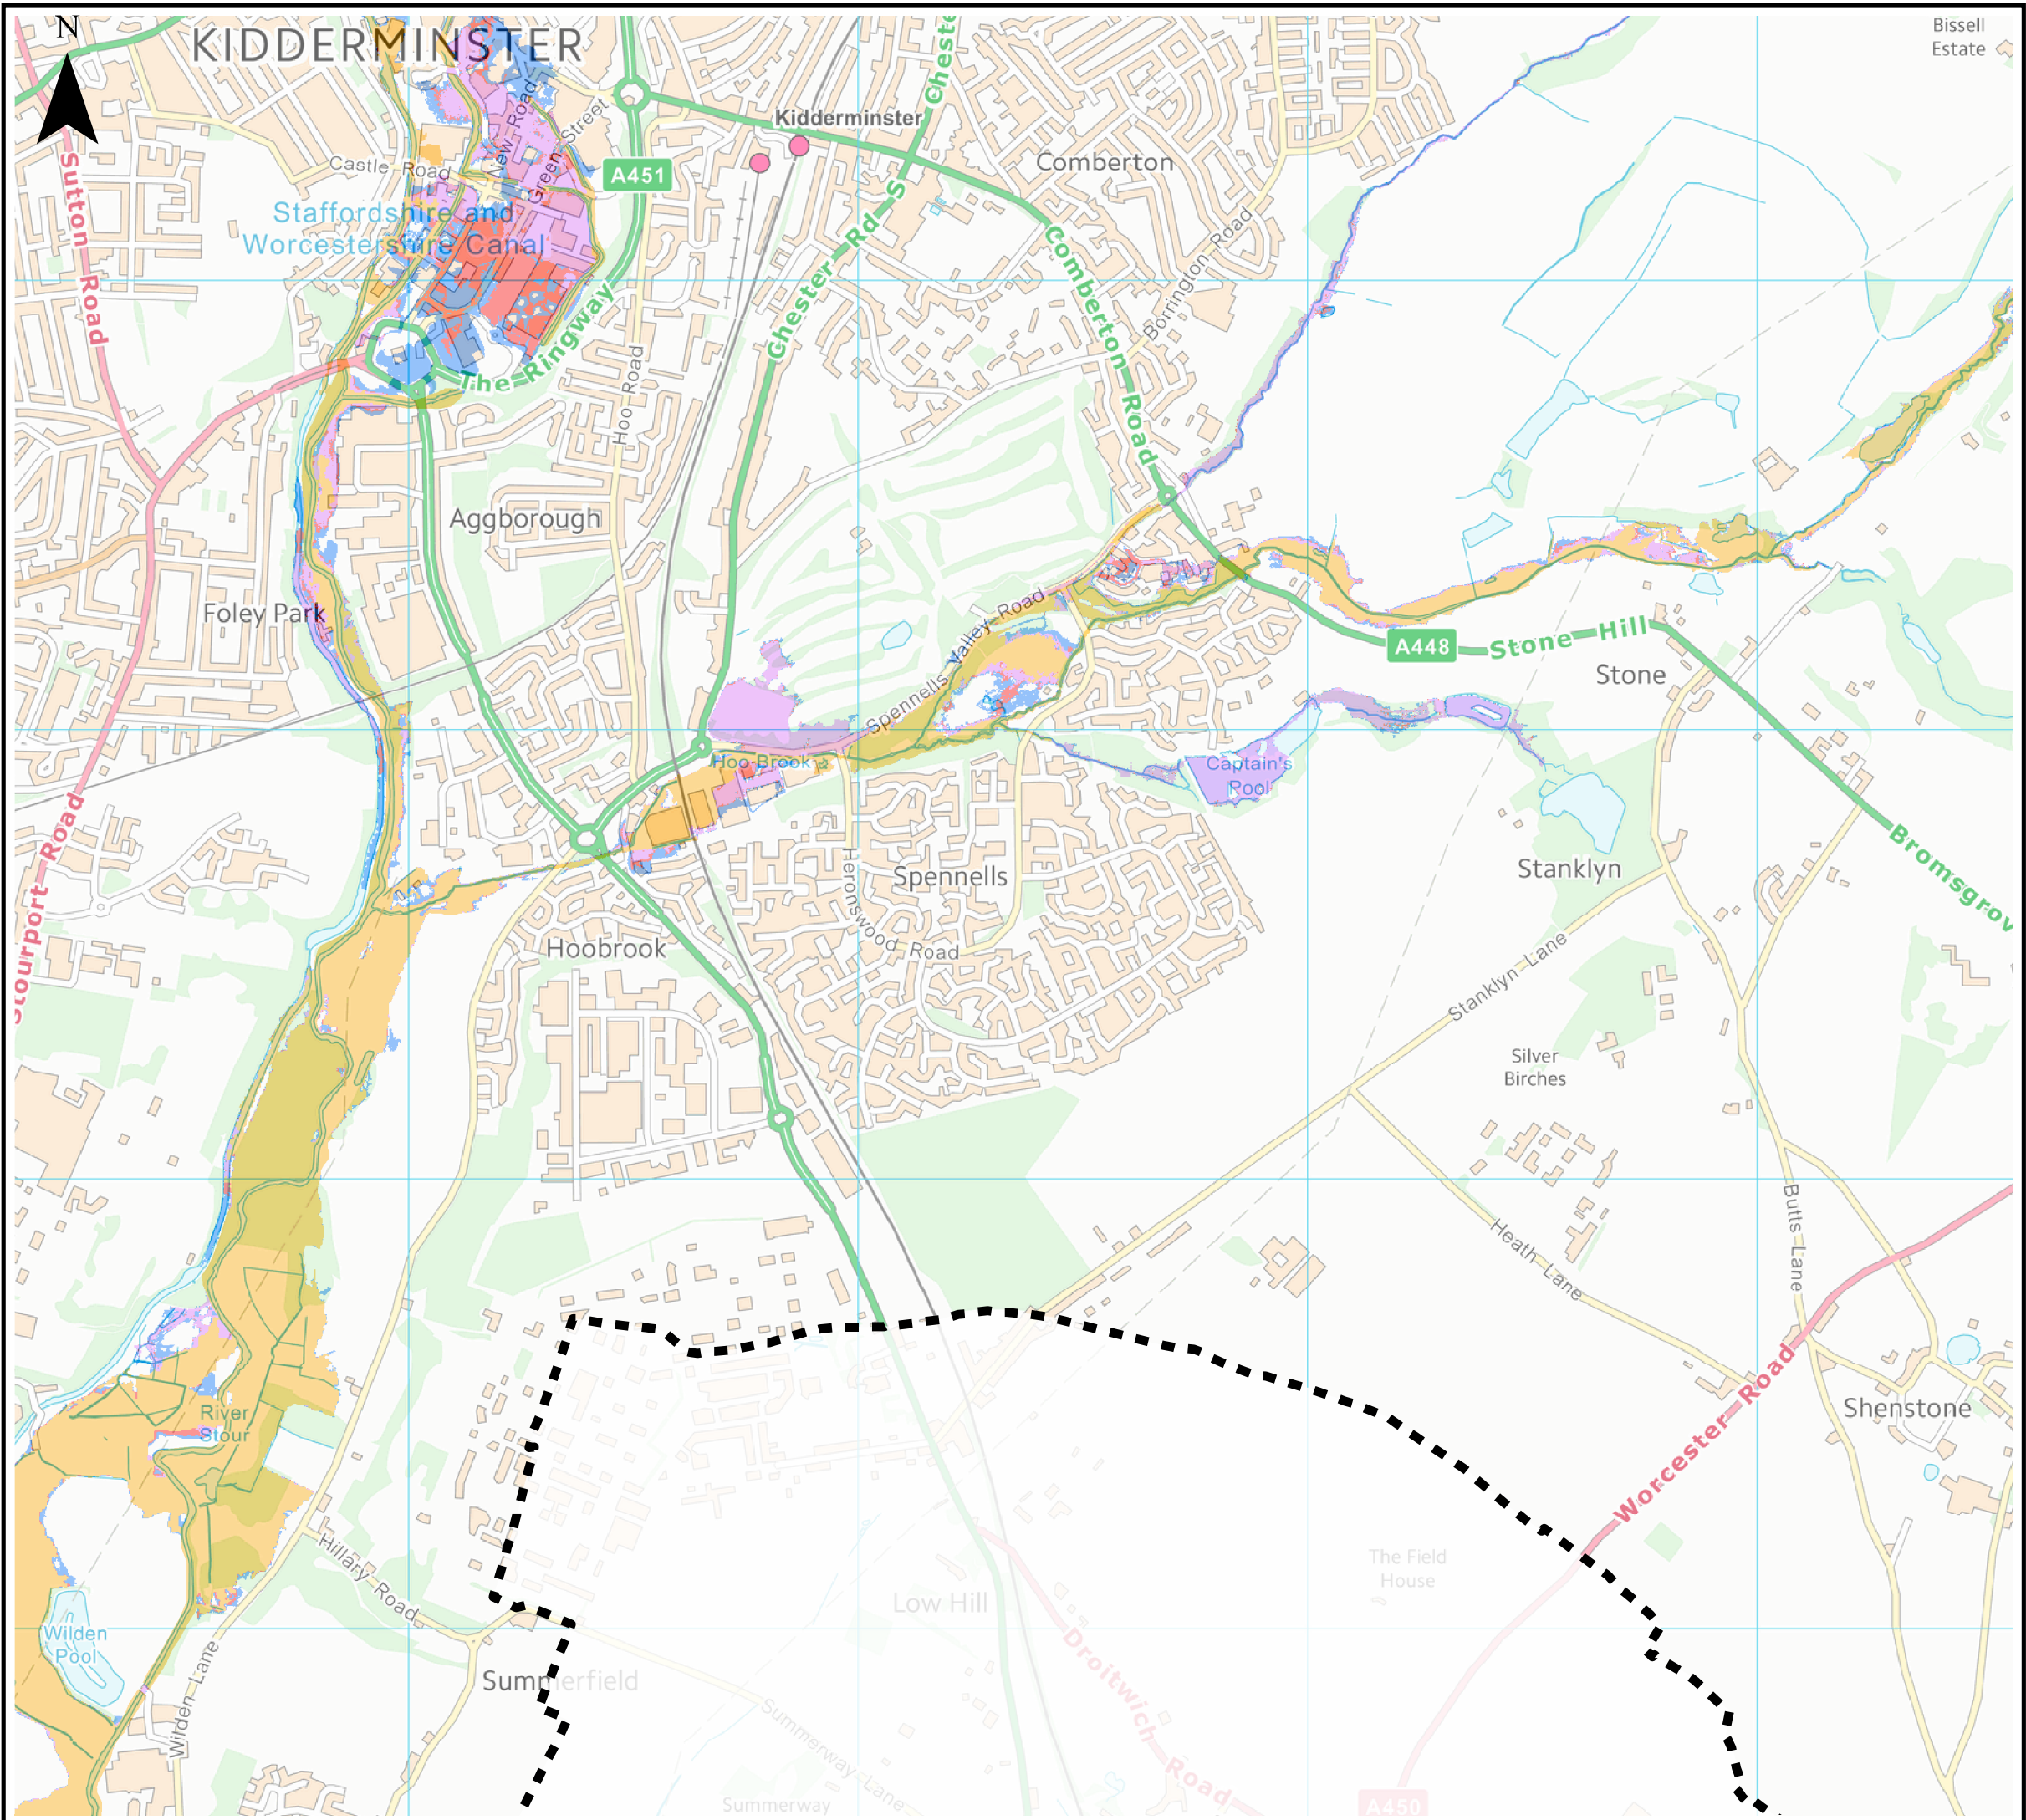 N
KIDDERMINSTER
Bissell
Estate
Cheste
Kidderminster
Comberton
Sutton Road
Castle Road
New Road
Green Street
A451
Staffordshire and
Worcestershire Canal
Chester Rd S
Comberton Road
Borrington Road
The Ringway
Hoo Road
Aggborough
Foley Park
Spennells Valley Road
A448
Stone Hill
Stone
Hoo Brook
Captain's
Pool
Stourport Road
Spennells
Stanklyn
Bromsgrov
Heronswood Road
Hoobrook
Stanklyn Lane
Silver
Birches
Butts Lane
Heath Lane
River
Stour
Worcester Road
Shenstone
Hillary Road
The Field
House
Low Hill
Wilden
Pool
Wilden Lane
Summerfield
Droitwich Road
Summerway Lane
Summerway
A450